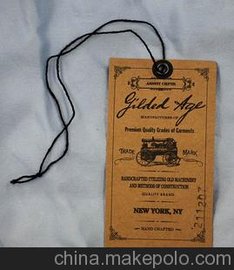 Gilded Age
MANUFACTURERS OF
Premium Quality Grades of Garments
TRADE MARK
HANDCRAFTED UTILIZING OLD MACHINERY
AND METHODS OF CONSTRUCTION
QUALITY BRAND
NEW YORK, NY
HAND CRAFTED
china.makepolo.com